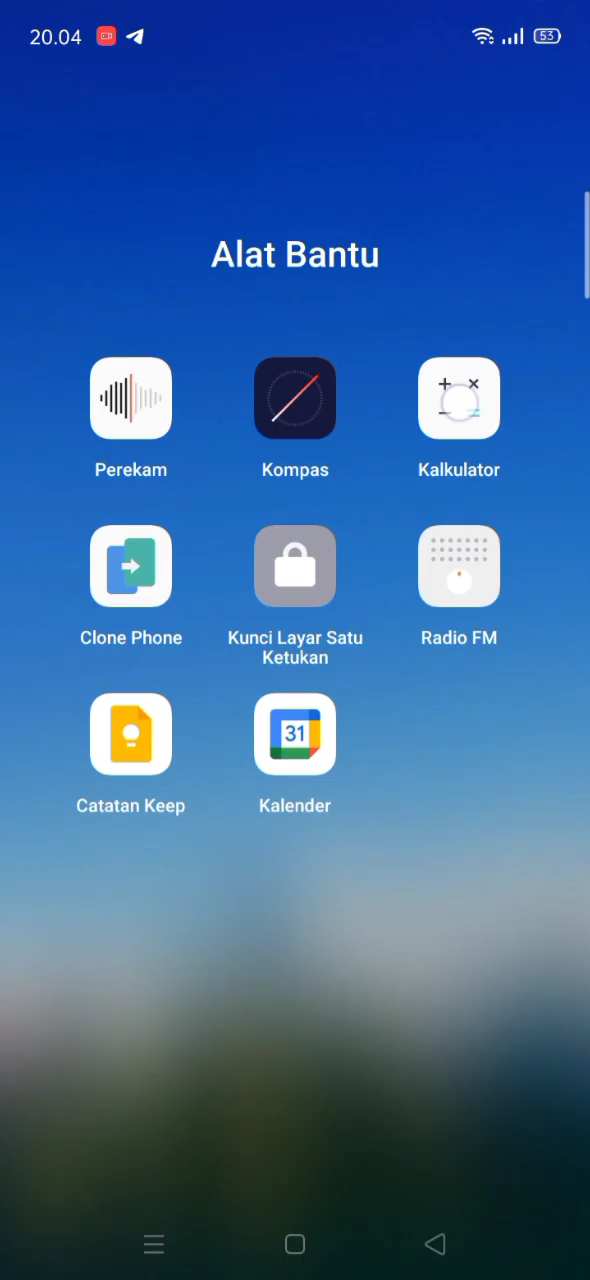 20.04
53
Alat Bantu
Perekam
Kompas
Kalkulator
Clone Phone
Kunci Layar Satu
Ketukan
Radio FM
31
Catatan Keep
Kalender